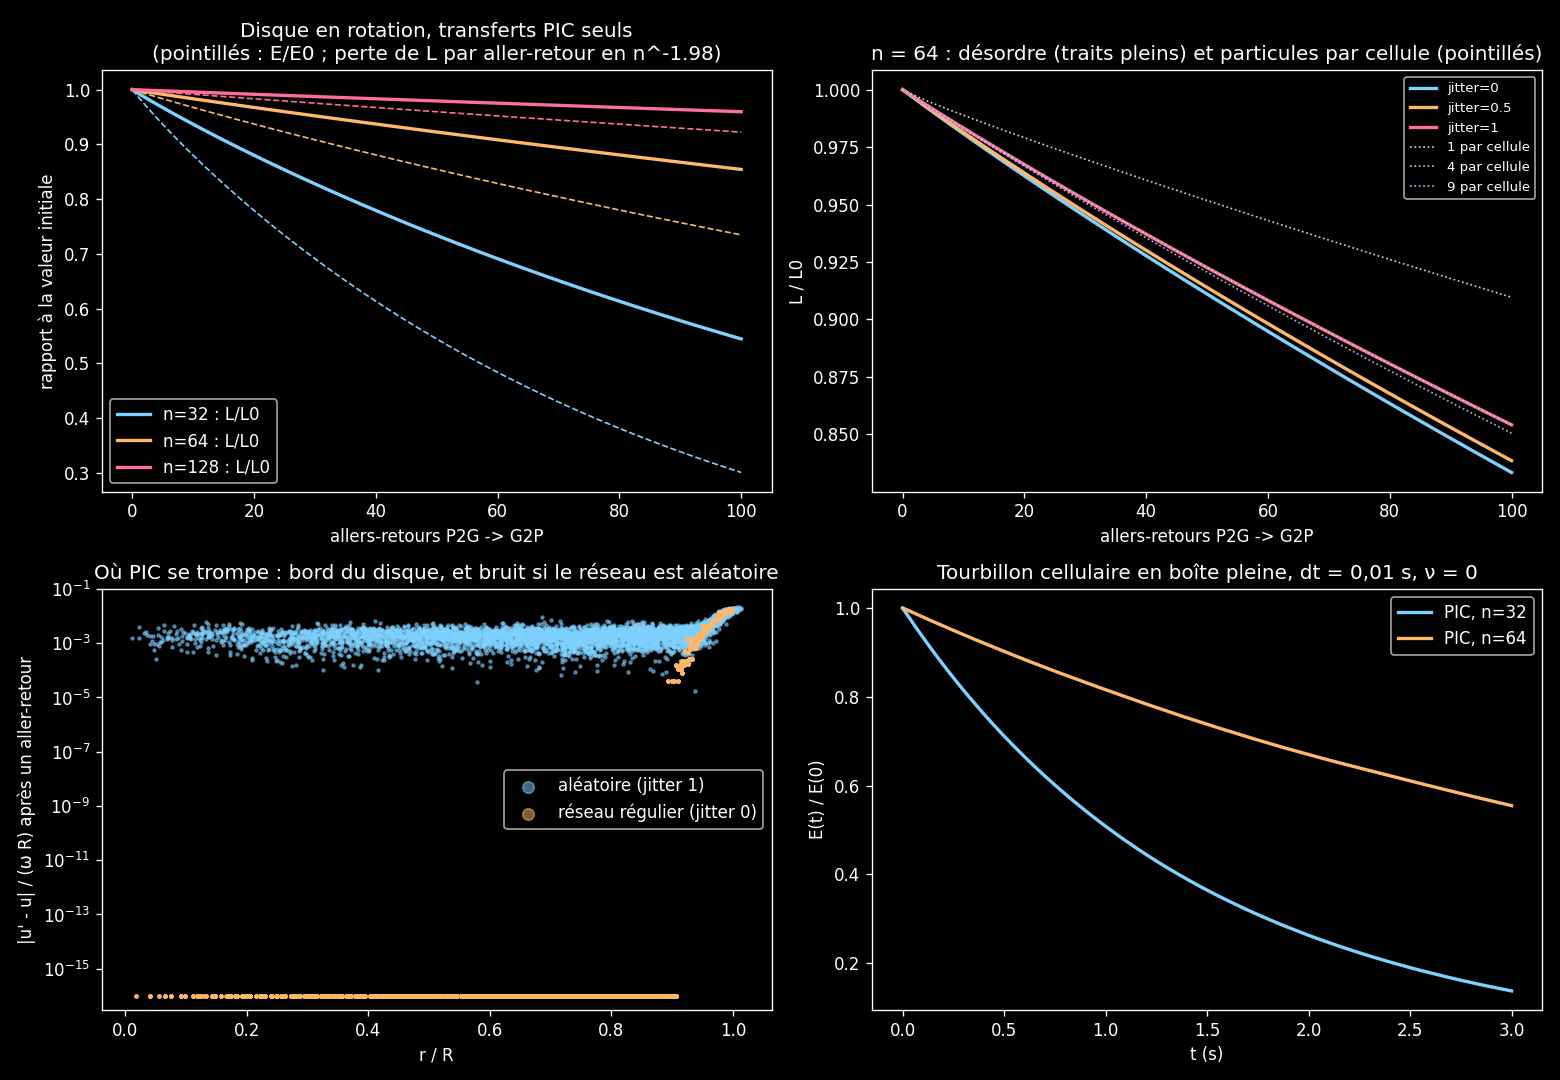 Disque en rotation, transferts PIC seuls
(pointillés : E/E0 ; perte de L par aller-retour en n^-1.98)
rapport à la valeur initiale
1.0
0.9
0.8
0.7
0.6
0.5
0.4
0.3
n=32 : L/L0
n=64 : L/L0
n=128 : L/L0
0 20 40 60 80 100
allers-retours P2G -> G2P
n = 64 : désordre (traits pleins) et particules par cellule (pointillés)
L / L0
1.000
0.975
0.950
0.925
0.900
0.875
0.850
jitter=0
jitter=0.5
jitter=1
1 par cellule
4 par cellule
9 par cellule
0 20 40 60 80 100
allers-retours P2G -> G2P
Où PIC se trompe : bord du disque, et bruit si le réseau est aléatoire
|u' - u| / (ω R) après un aller-retour
10⁻¹
10⁻³
10⁻⁵
10⁻⁷
10⁻⁹
10⁻¹¹
10⁻¹³
10⁻¹⁵
aléatoire (jitter 1)
réseau régulier (jitter 0)
0.0 0.2 0.4 0.6 0.8 1.0
r / R
Tourbillon cellulaire en boîte pleine, dt = 0,01 s, ν = 0
E(t) / E(0)
1.0
0.8
0.6
0.4
0.2
PIC, n=32
PIC, n=64
0.0 0.5 1.0 1.5 2.0 2.5 3.0
t (s)